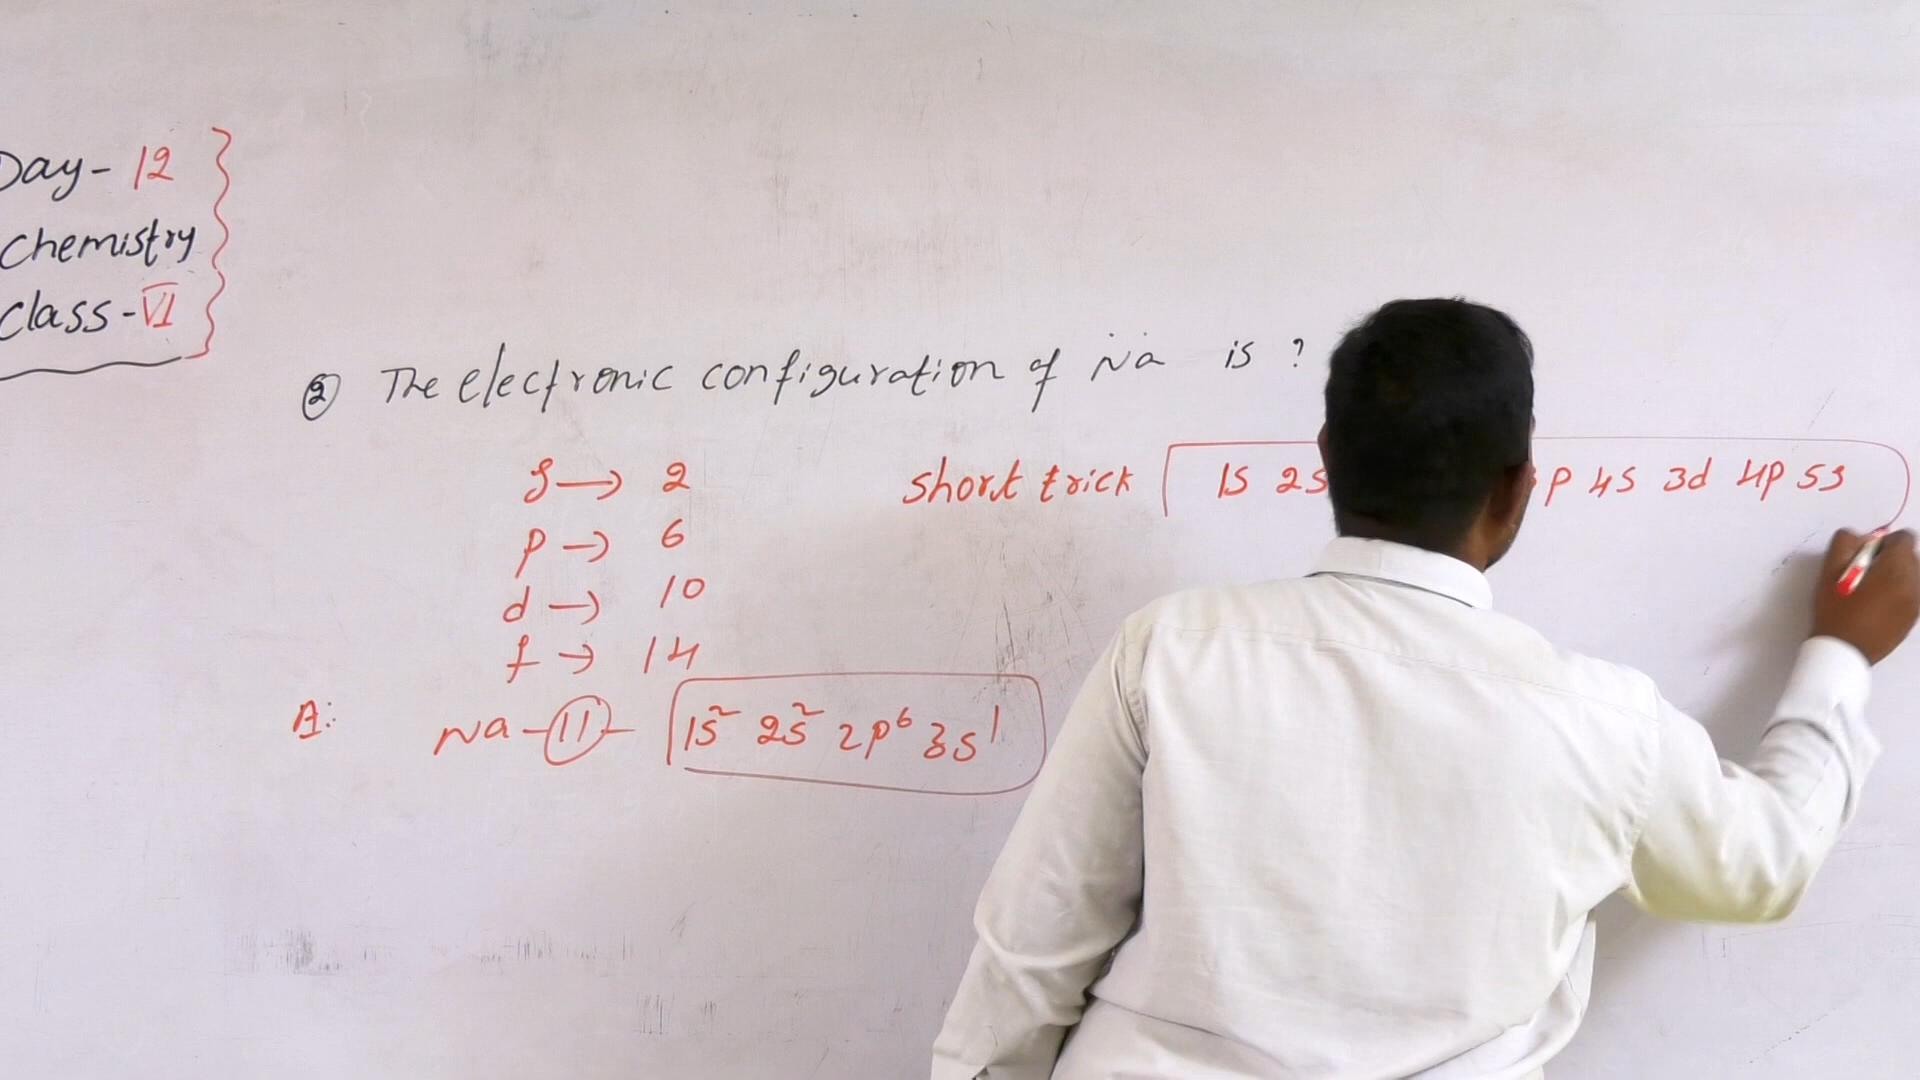 Day- 12
Chemistry
Class - VI
② The electronic configuration of Na is ?
s → 2
short trick 1s 2s p 4s 3d 4p 5s
p → 6
d → 10
f → 14
A: Na - 11 - 1s² 2s² 2p⁶ 3s¹